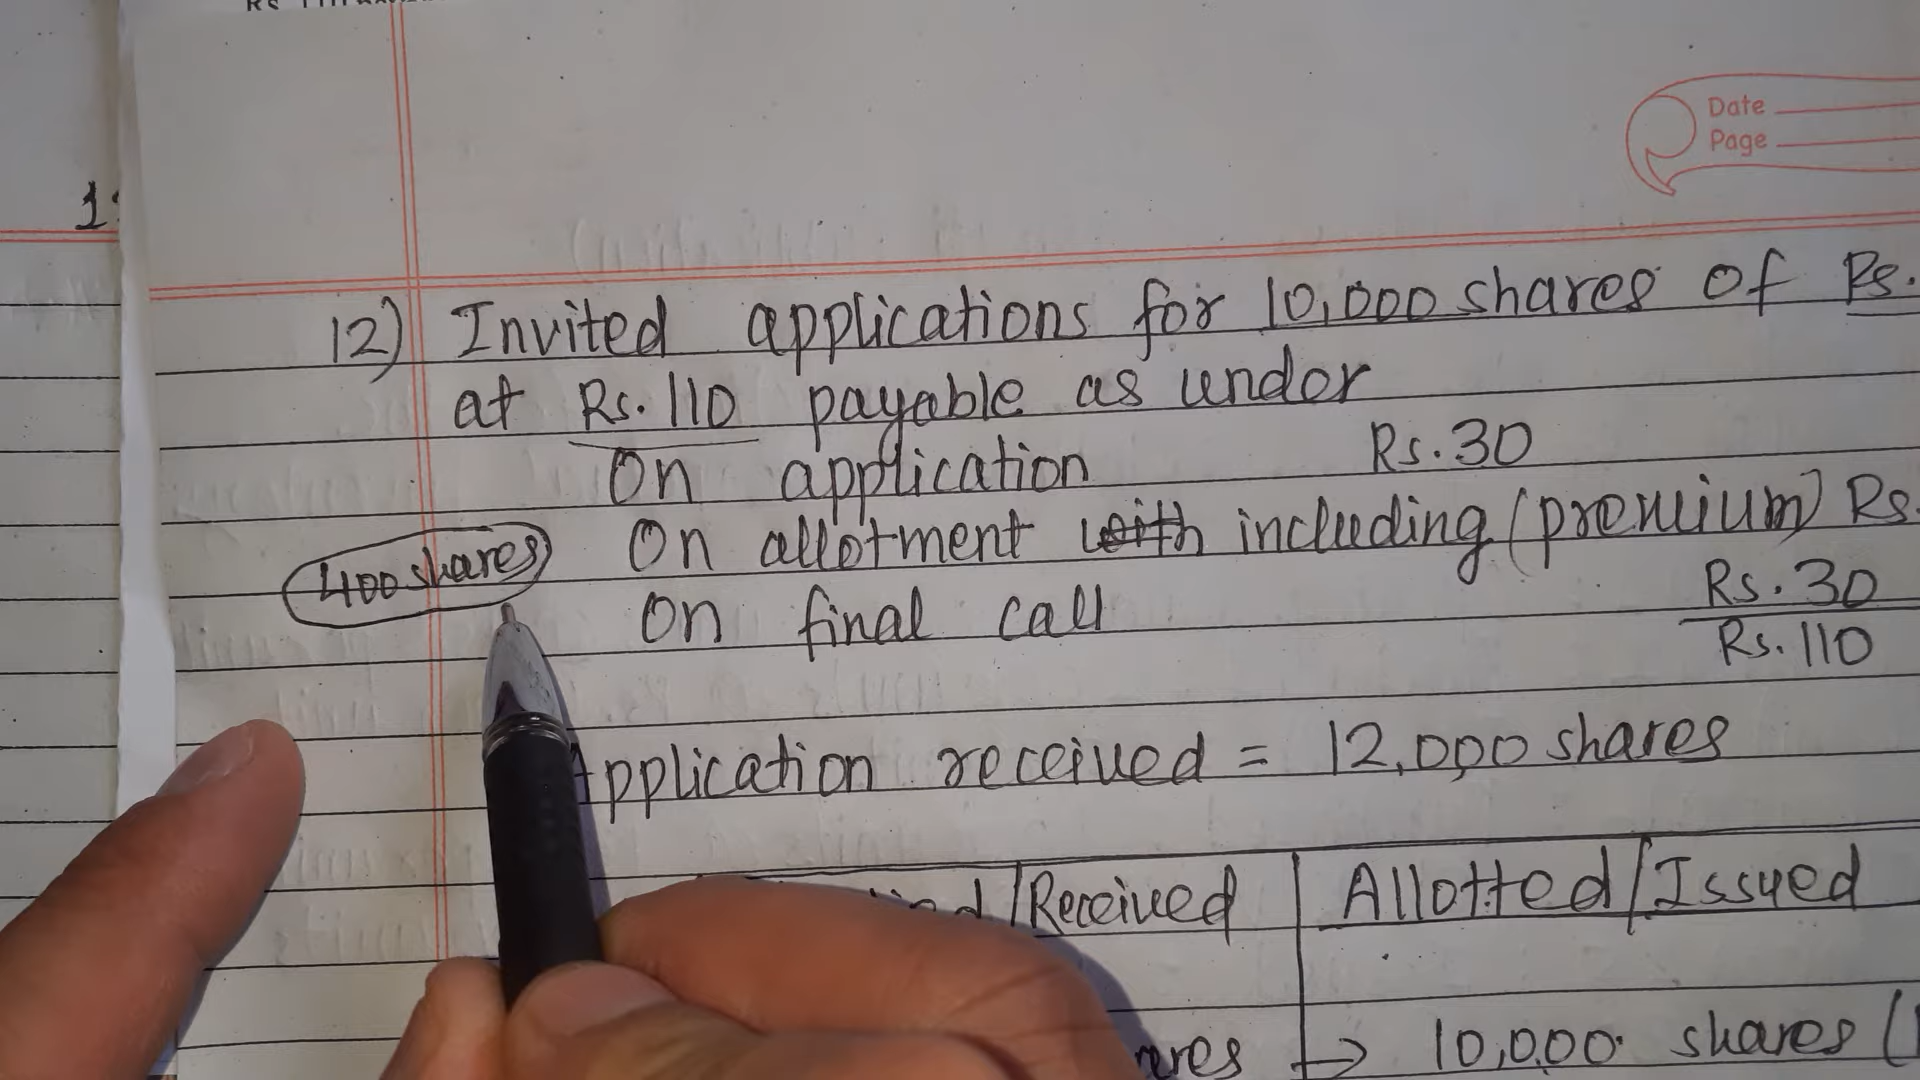 Date
Page
12) Invited applications for 10,000 shares of Rs.
at Rs. 110 payable as under
On application Rs. 30
400 shares On allotment with including (premium) Rs.
On final call Rs. 30
Rs. 110
Application received = 12,000 shares
/Received Allotted/Issued
→ 10,000 shares (